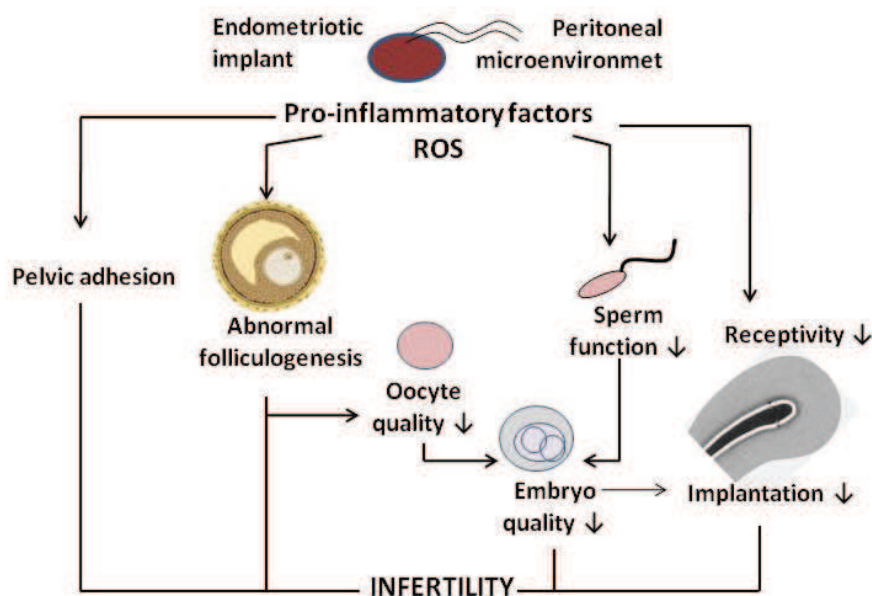 Endometriotic
implant
Peritoneal
microenvironmet
Pro-inflammatory factors
ROS
Pelvic adhesion
Abnormal
folliculogenesis
Oocyte
quality ↓
Sperm
function ↓
Receptivity ↓
Embryo
quality ↓
Implantation ↓
INFERTILITY